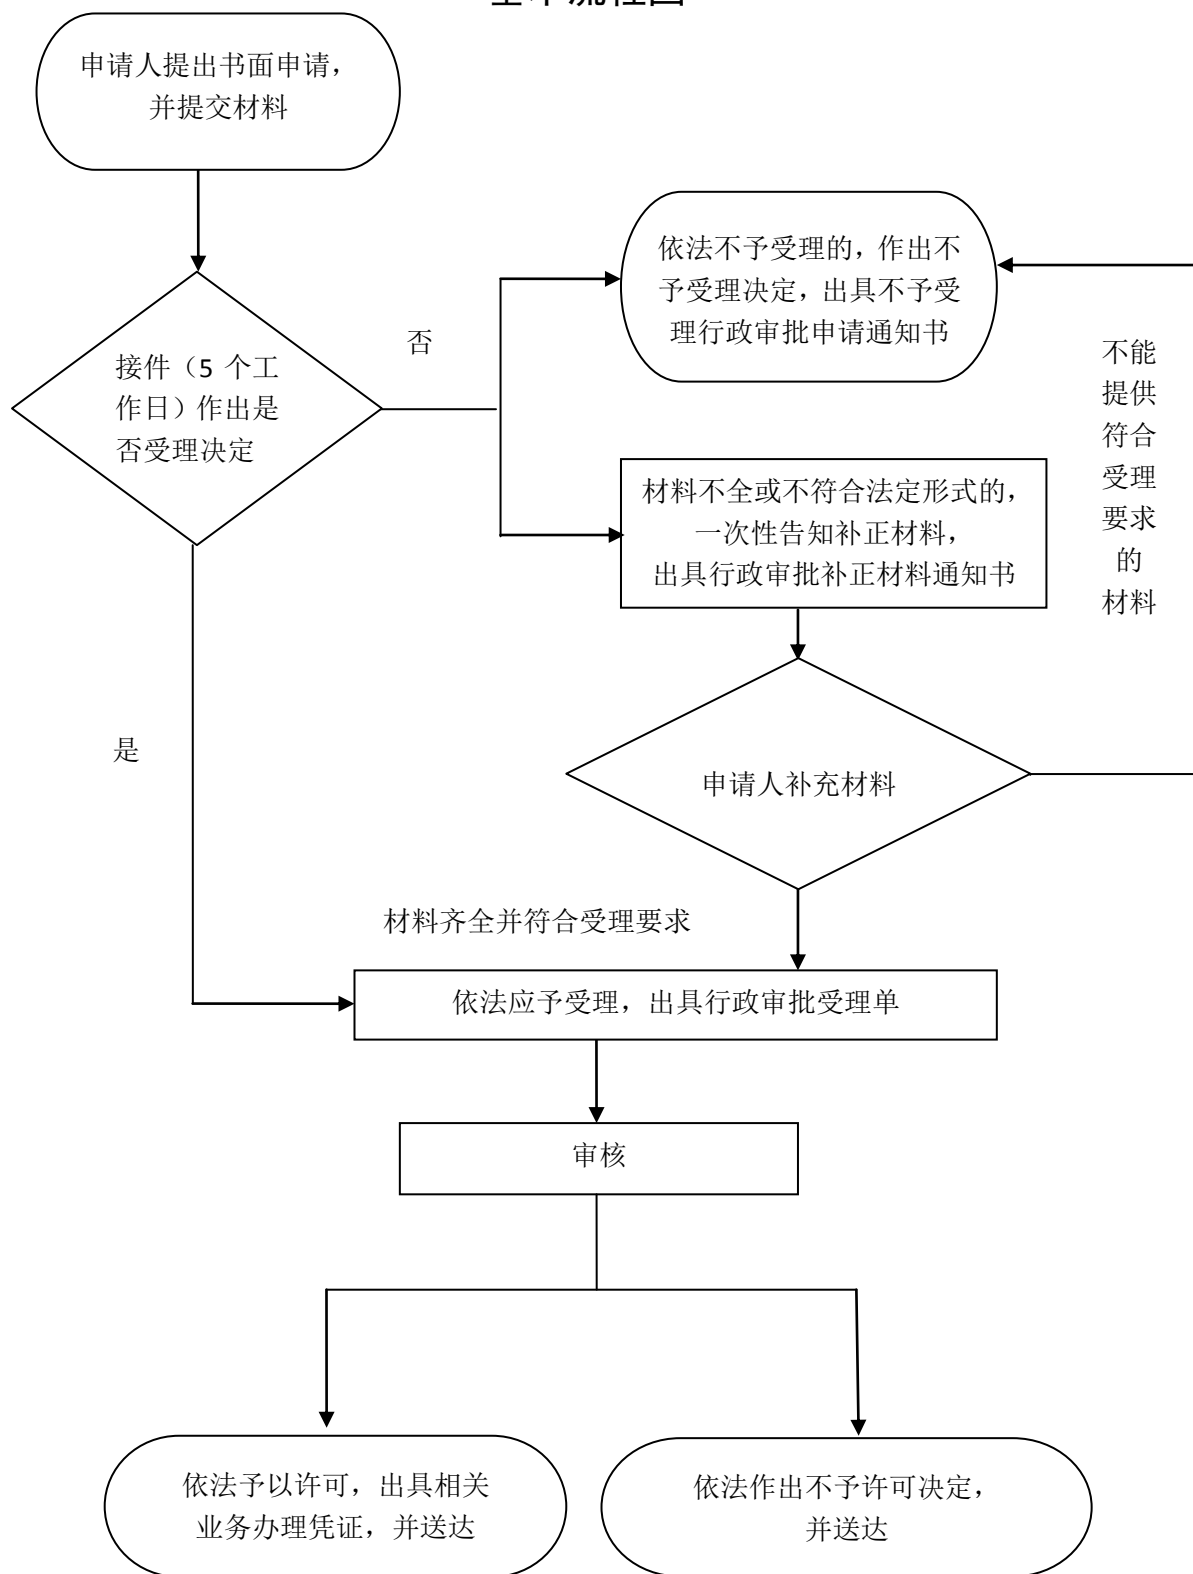 基本流程图
申请人提出书面申请，
并提交材料
依法不予受理的，作出不
予受理决定，出具不予受
理行政审批申请通知书
否
接件（5 个工
作日）作出是
否受理决定
不能
提供
符合
受理
要求
的
材料
材料不全或不符合法定形式的，
一次性告知补正材料，
出具行政审批补正材料通知书
是
申请人补充材料
材料齐全并符合受理要求
依法应予受理，出具行政审批受理单
审核
依法予以许可，出具相关
业务办理凭证，并送达
依法作出不予许可决定，
并送达